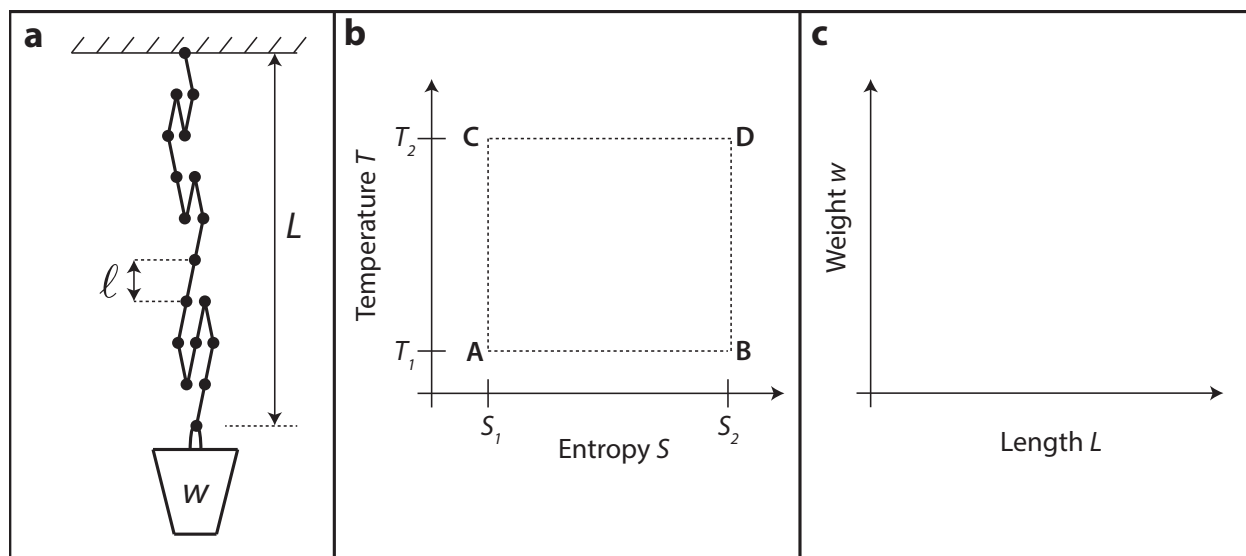 a
L
ℓ
w
b
Temperature T
T2
T1
C
D
A
B
S1
S2
Entropy S
c
Weight w
Length L